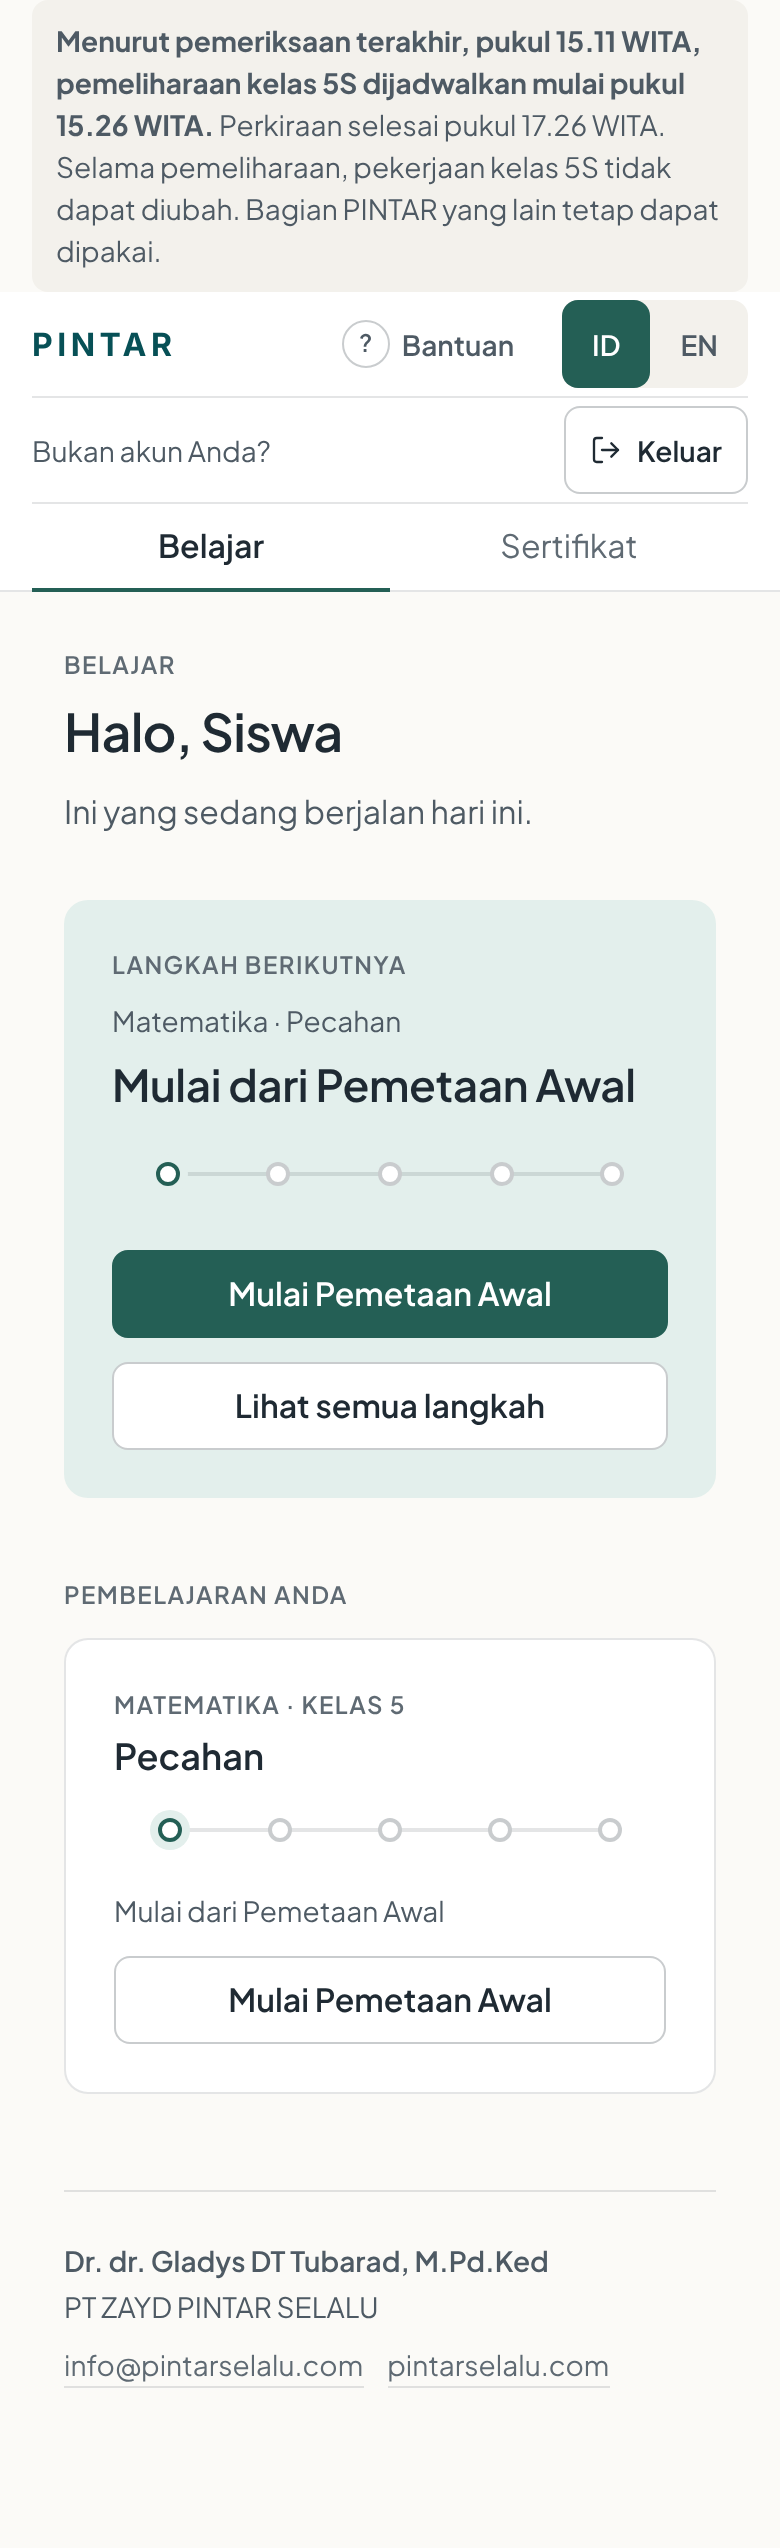 Menurut pemeriksaan terakhir, pukul 15.11 WITA,
pemeliharaan kelas 5S dijadwalkan mulai pukul
15.26 WITA. Perkiraan selesai pukul 17.26 WITA.
Selama pemeliharaan, pekerjaan kelas 5S tidak
dapat diubah. Bagian PINTAR yang lain tetap dapat
dipakai.
PINTAR ? Bantuan ID EN
Bukan akun Anda? Keluar
Belajar Sertifikat
BELAJAR
Halo, Siswa
Ini yang sedang berjalan hari ini.
LANGKAH BERIKUTNYA
Matematika · Pecahan
Mulai dari Pemetaan Awal
Mulai Pemetaan Awal
Lihat semua langkah
PEMBELAJARAN ANDA
MATEMATIKA · KELAS 5
Pecahan
Mulai dari Pemetaan Awal
Mulai Pemetaan Awal
Dr. dr. Gladys DT Tubarad, M.Pd.Ked
PT ZAYD PINTAR SELALU
info@pintarselalu.com pintarselalu.com